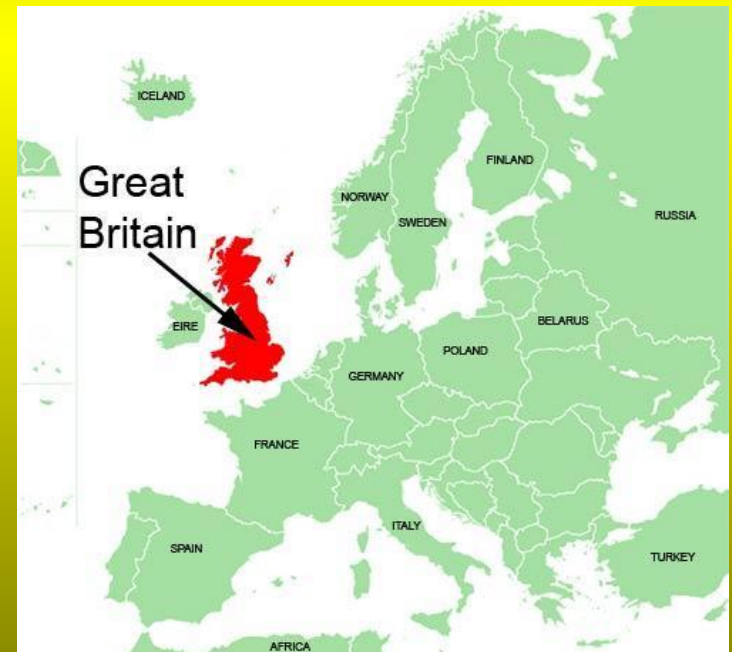 ICELAND
Great
Britain
FINLAND
NORWAY
SWEDEN
RUSSIA
EIRE
BELARUS
POLAND
GERMANY
FRANCE
ITALY
SPAIN
TURKEY
AFRICA